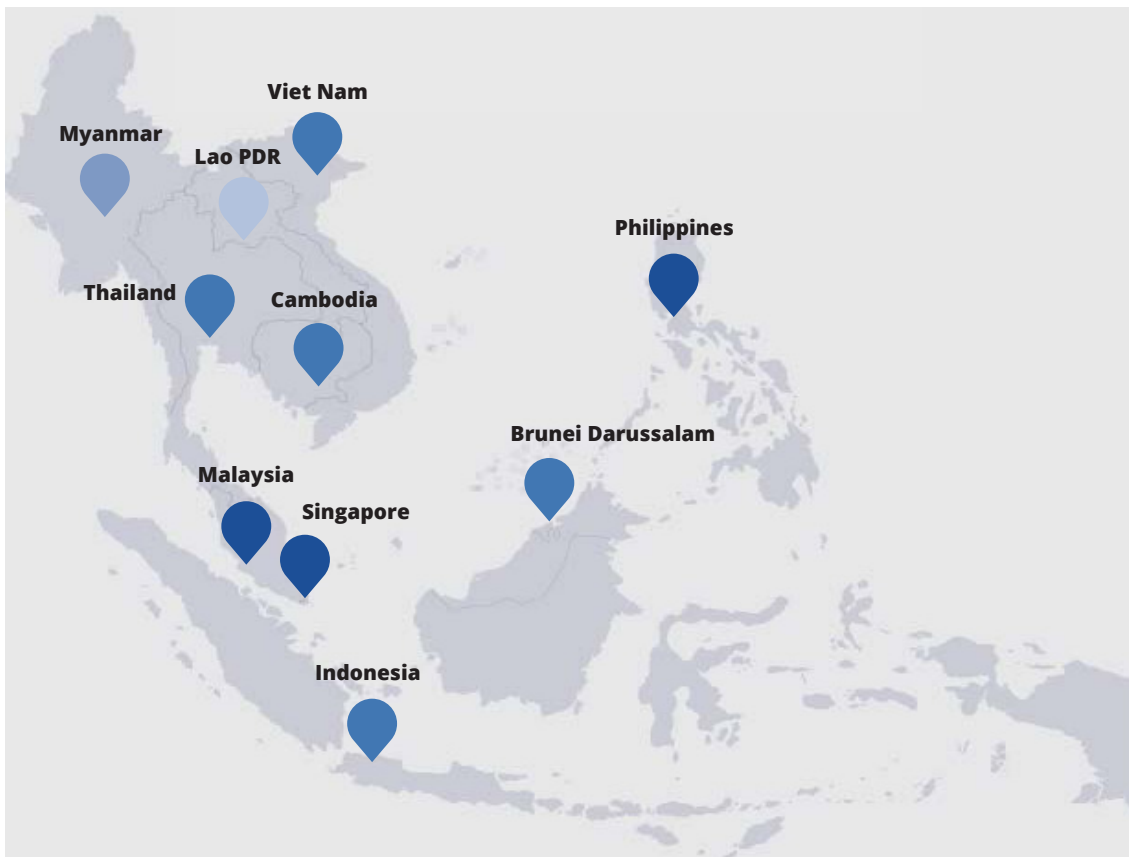 Viet Nam
Myanmar
Lao PDR
Philippines
Thailand
Cambodia
Brunei Darussalam
Malaysia
Singapore
Indonesia